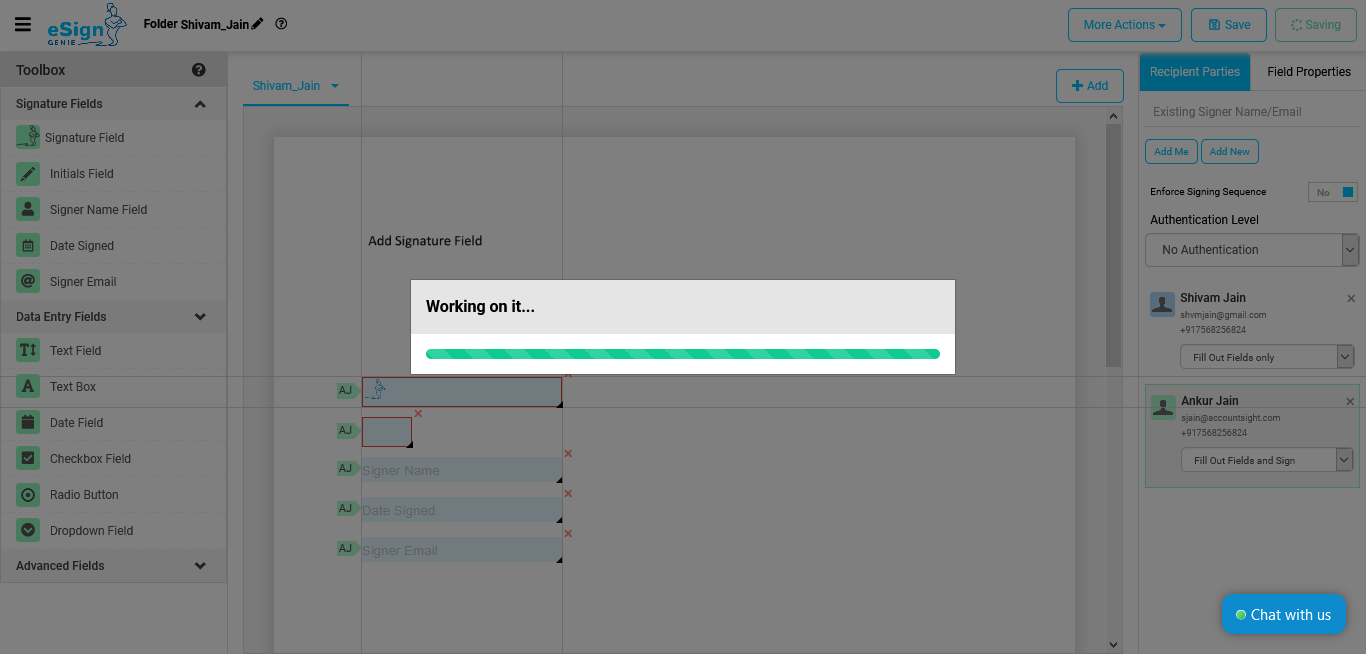 eSign
GENIE
Folder Shivam_Jain
More Actions
Save
Saving
Toolbox
Signature Fields
Signature Field
Initials Field
Signer Name Field
Date Signed
Signer Email
Data Entry Fields
Text Field
Text Box
Date Field
Checkbox Field
Radio Button
Dropdown Field
Advanced Fields
Shivam_Jain
Add
Add Signature Field
Working on it...
AJ
AJ
AJ Signer Name
AJ Date Signed
AJ Signer Email
Recipient Parties
Field Properties
Existing Signer Name/Email
Add Me
Add New
Enforce Signing Sequence
No
Authentication Level
No Authentication
Shivam Jain
shvmjain@gmail.com
+917568256824
Fill Out Fields only
Ankur Jain
sjain@accountsight.com
+917568256824
Fill Out Fields and Sign
Chat with us